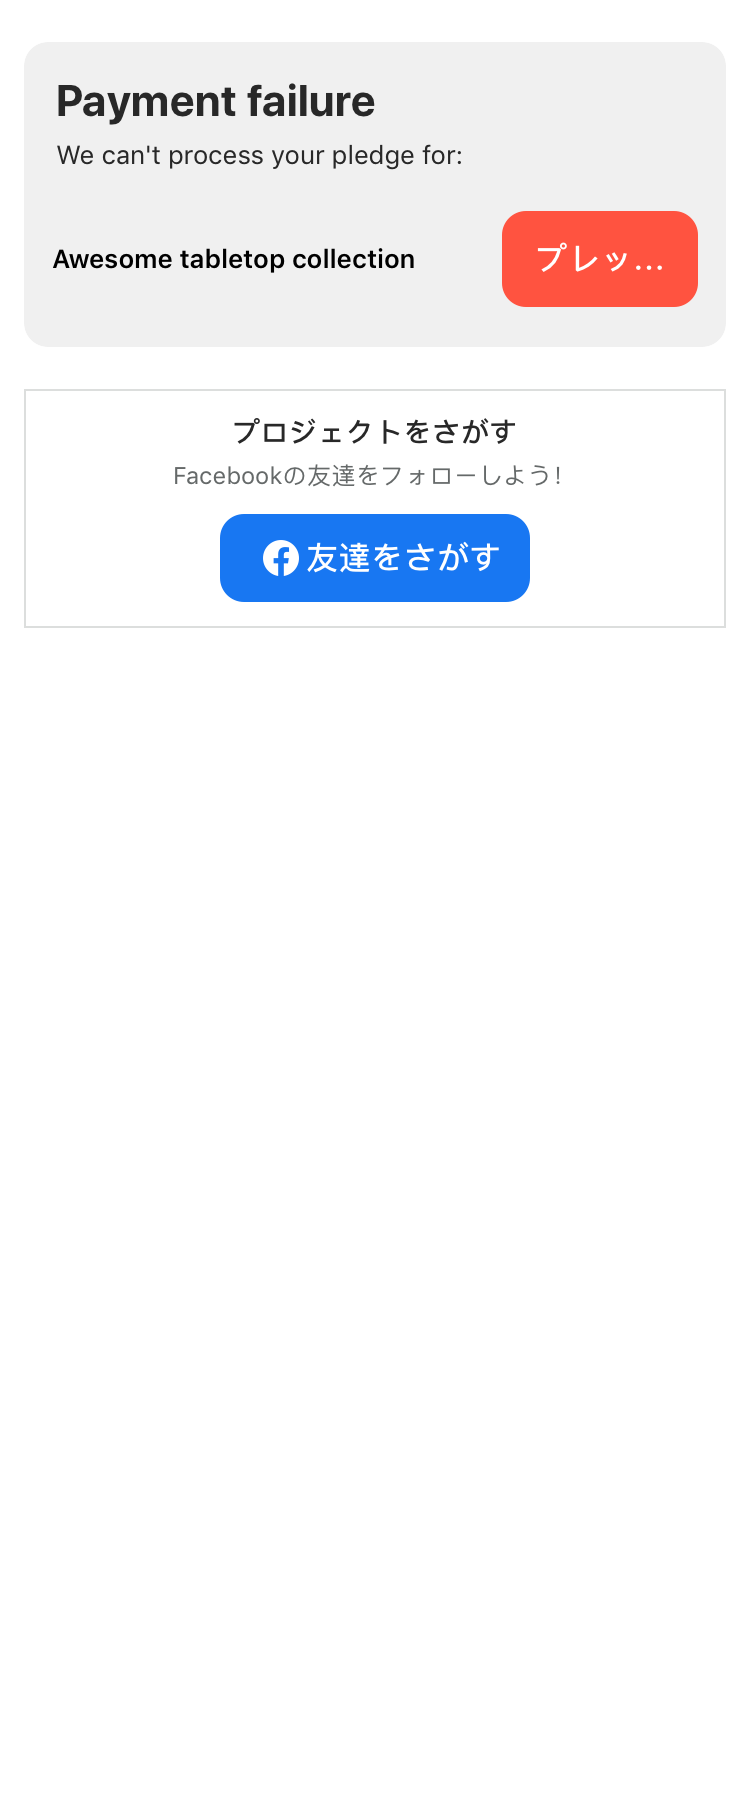 Payment failure
We can't process your pledge for:
Awesome tabletop collection
プレッ...
プロジェクトをさがす
Facebookの友達をフォローしよう！
友達をさがす